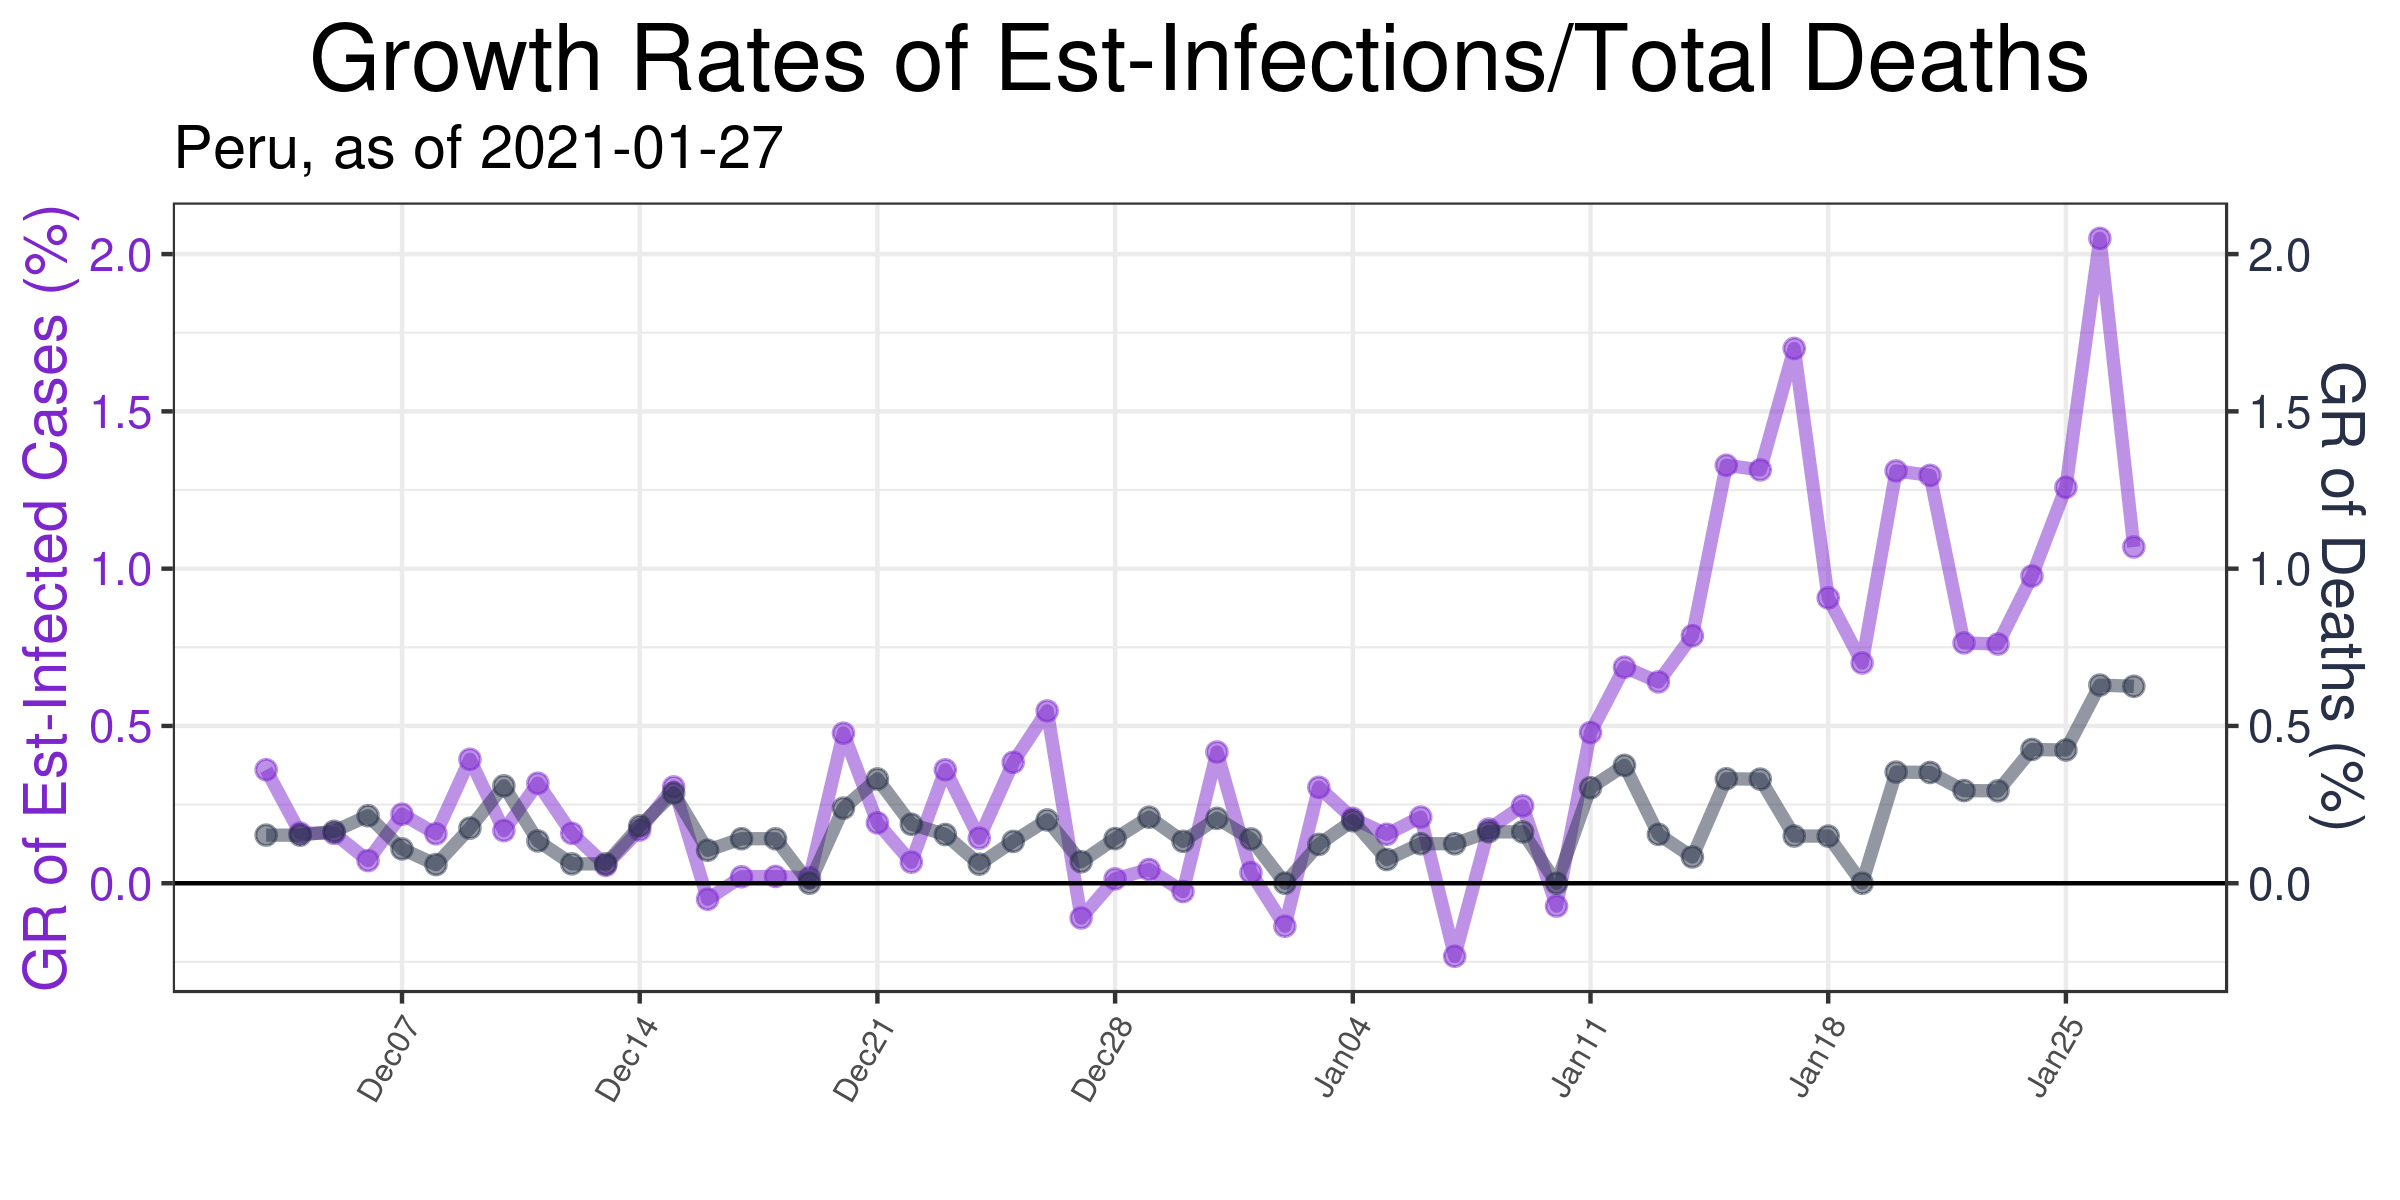 Growth Rates of Est-Infections/Total Deaths
Peru, as of 2021-01-27
GR of Est-Infected Cases (%)
2.0
1.5
1.0
0.5
0.0
2.0
1.5
1.0
0.5
0.0
GR of Deaths (%)
Dec07
Dec14
Dec21
Dec28
Jan04
Jan11
Jan18
Jan25